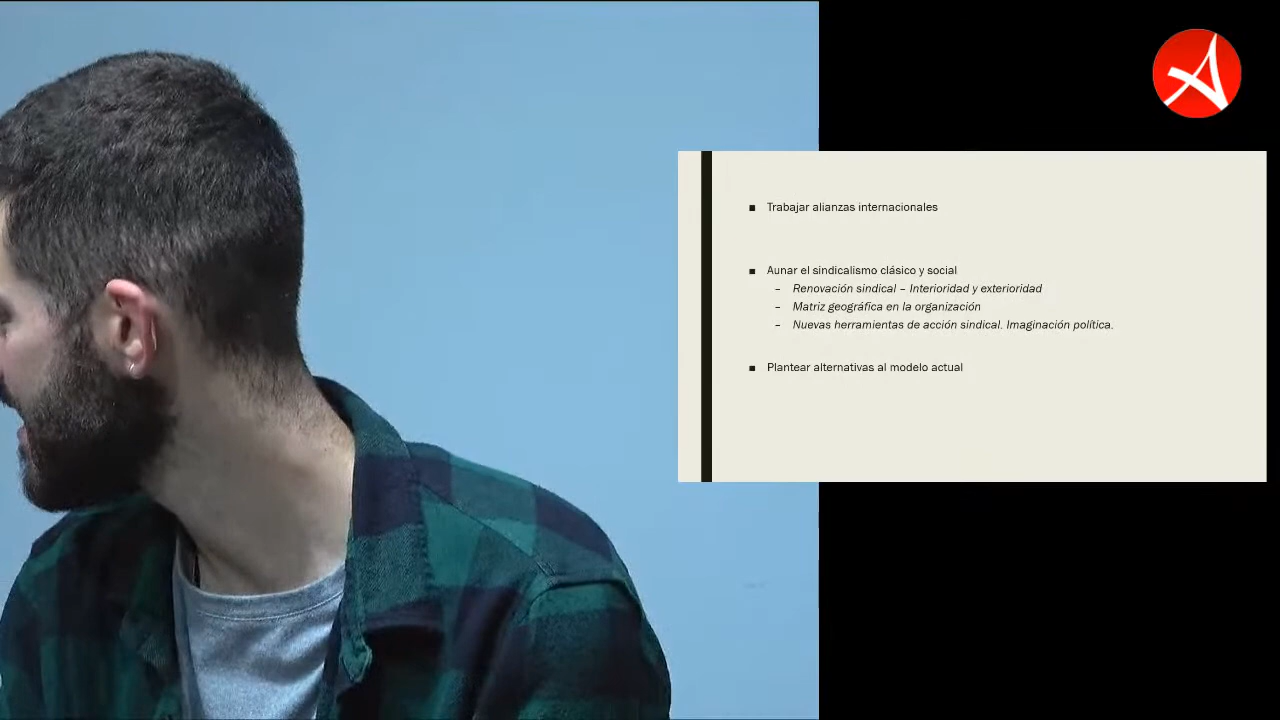 ▪ Trabajar alianzas internacionales
▪ Aunar el sindicalismo clásico y social
– Renovación sindical – Interioridad y exterioridad
– Matriz geográfica en la organización
– Nuevas herramientas de acción sindical. Imaginación política.
▪ Plantear alternativas al modelo actual